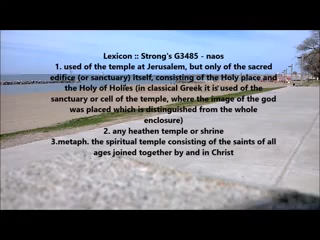 Lexicon :: Strong's G3485 - naos
1. used of the temple at Jerusalem, but only of the sacred
edifice (or sanctuary) itself, consisting of the Holy place and
the Holy of Holies (in classical Greek it is used of the
sanctuary or cell of the temple, where the image of the god
was placed which is distinguished from the whole
enclosure)
2. any heathen temple or shrine
3.metaph. the spiritual temple consisting of the saints of all
ages joined together by and in Christ